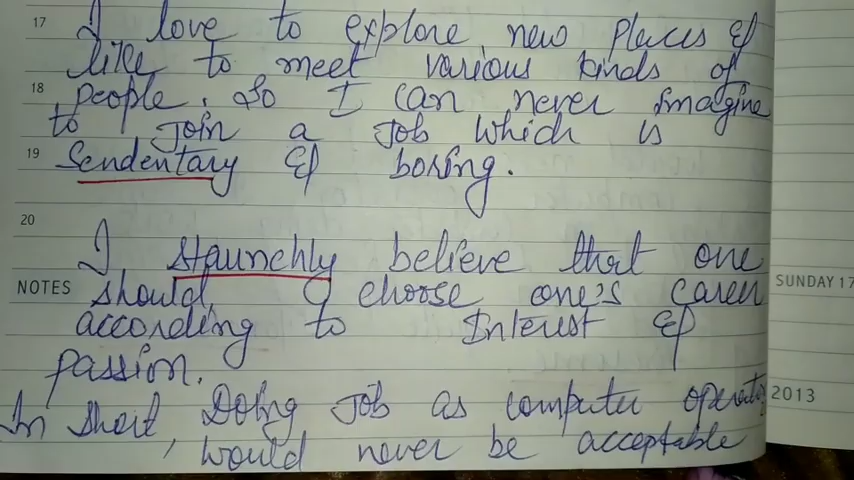 17 I love to explore new places &
like to meet various kinds of
18 people. So I can never imagine
to Join a Job which is
19 Sendentary & boring.
20
I staunchly believe that one
NOTES should, choose one's career SUNDAY 17
according to Interest &
passion.
In short, Doing Job as computer operator 2013
, would never be acceptable